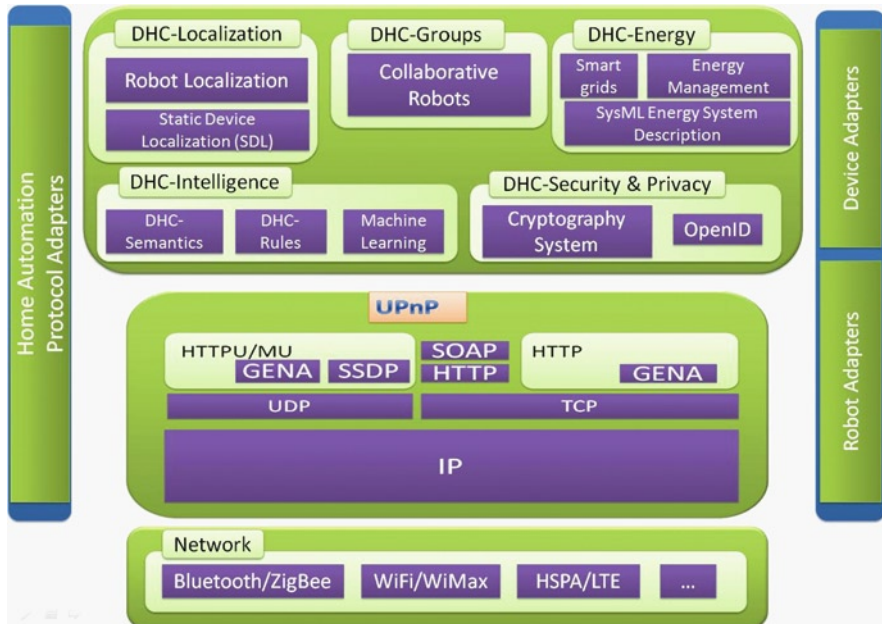 Home Automation
Protocol Adapters
DHC-Localization
Robot Localization
Static Device
Localization (SDL)
DHC-Groups
Collaborative
Robots
DHC-Energy
Smart
grids
Energy
Management
SysML Energy System
Description
DHC-Intelligence
DHC-
Semantics
DHC-
Rules
Machine
Learning
DHC-Security & Privacy
Cryptography
System
OpenID
Device Adapters
Robot Adapters
UPnP
HTTPU/MU
GENA
SSDP
SOAP
HTTP
HTTP
GENA
UDP
TCP
IP
Network
Bluetooth/ZigBee
WiFi/WiMax
HSPA/LTE
...